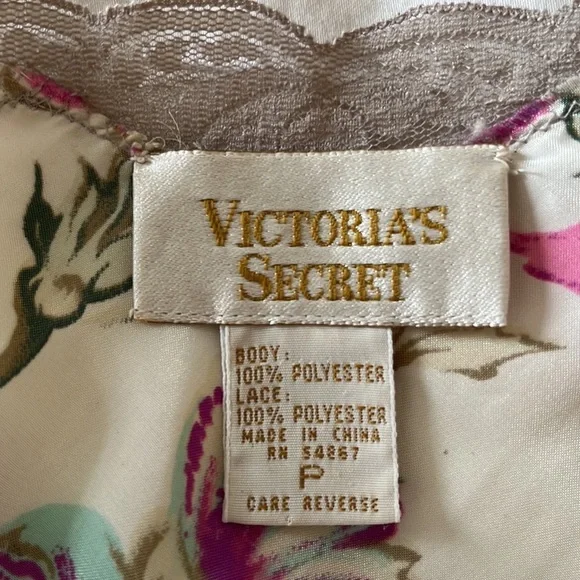 VICTORIA'S
SECRET
BODY:
100% POLYESTER
LACE:
100% POLYESTER
MADE IN CHINA
RN 54867
P
CARE REVERSE